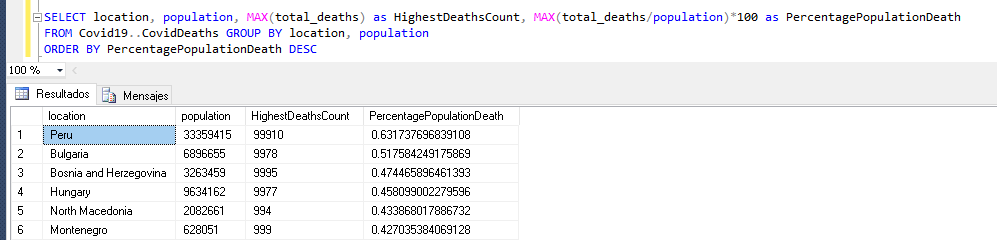 SELECT location, population, MAX(total_deaths) as HighestDeathsCount, MAX(total_deaths/population)*100 as PercentagePopulationDeath
FROM Covid19..CovidDeaths GROUP BY location, population
ORDER BY PercentagePopulationDeath DESC
100 %
Resultados Mensajes
location population HighestDeathsCount PercentagePopulationDeath
1 Peru 33359415 99910 0.631737696839108
2 Bulgaria 6896655 9978 0.517584249175869
3 Bosnia and Herzegovina 3263459 9995 0.474465896461393
4 Hungary 9634162 9977 0.458099002279596
5 North Macedonia 2082661 994 0.433868017886732
6 Montenegro 628051 999 0.427035384069128